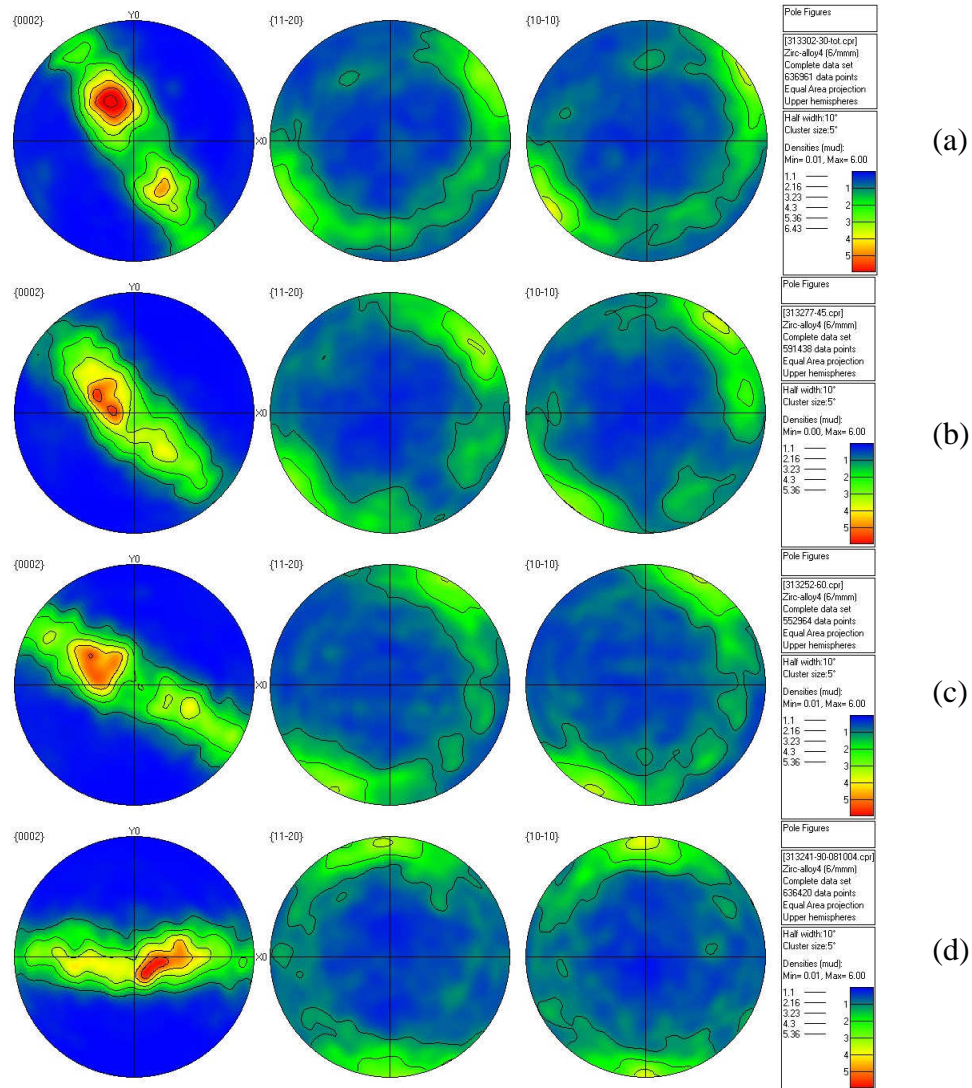 {0002} Y0 {11-20} {10-10}
X0
Pole Figures
[313302-30-tot.cpr]
Zirc-alloy4 (6/mmm)
Complete data set
636961 data points
Equal Area projection
Upper hemispheres
Half width:10°
Cluster size:5°
Densities (mud):
Min= 0.01, Max= 6.00
1.1
2.16
3.23
4.3
5.36
6.43
1
2
3
4
5
(a)
{0002} Y0 {11-20} {10-10}
X0
Pole Figures
[313277-45.cpr]
Zirc-alloy4 (6/mmm)
Complete data set
591438 data points
Equal Area projection
Upper hemispheres
Half width:10°
Cluster size:5°
Densities (mud):
Min= 0.00, Max= 6.00
1.1
2.16
3.23
4.3
5.36
1
2
3
4
5
(b)
{0002} Y0 {11-20} {10-10}
X0
Pole Figures
[313252-60.cpr]
Zirc-alloy4 (6/mmm)
Complete data set
552964 data points
Equal Area projection
Upper hemispheres
Half width:10°
Cluster size:5°
Densities (mud):
Min= 0.01, Max= 6.00
1.1
2.16
3.23
4.3
5.36
1
2
3
4
5
(c)
{0002} Y0 {11-20} {10-10}
X0
Pole Figures
[313241-90-081004.cpr]
Zirc-alloy4 (6/mmm)
Complete data set
636420 data points
Equal Area projection
Upper hemispheres
Half width:10°
Cluster size:5°
Densities (mud):
Min= 0.01, Max= 6.00
1.1
2.16
3.23
4.3
5.36
1
2
3
4
5
(d)